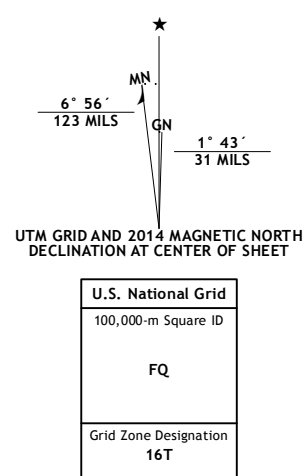 ★
MN
6° 56´
123 MILS
GN
1° 43´
31 MILS
UTM GRID AND 2014 MAGNETIC NORTH
DECLINATION AT CENTER OF SHEET
U.S. National Grid
100,000-m Square ID
FQ
Grid Zone Designation
16T